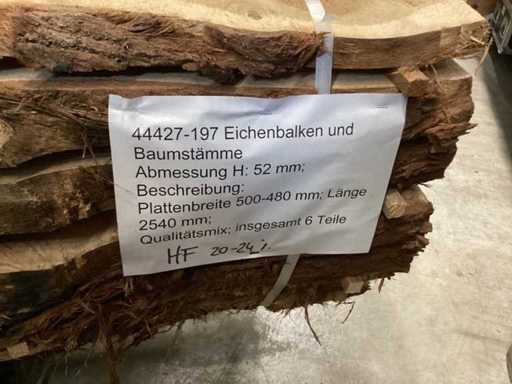 44427-197 Eichenbalken und
Baumstämme
Abmessung H: 52 mm;
Beschreibung:
Plattenbreite 500-480 mm; Länge
2540 mm;
Qualitätsmix; insgesamt 6 Teile
HF 20-24%